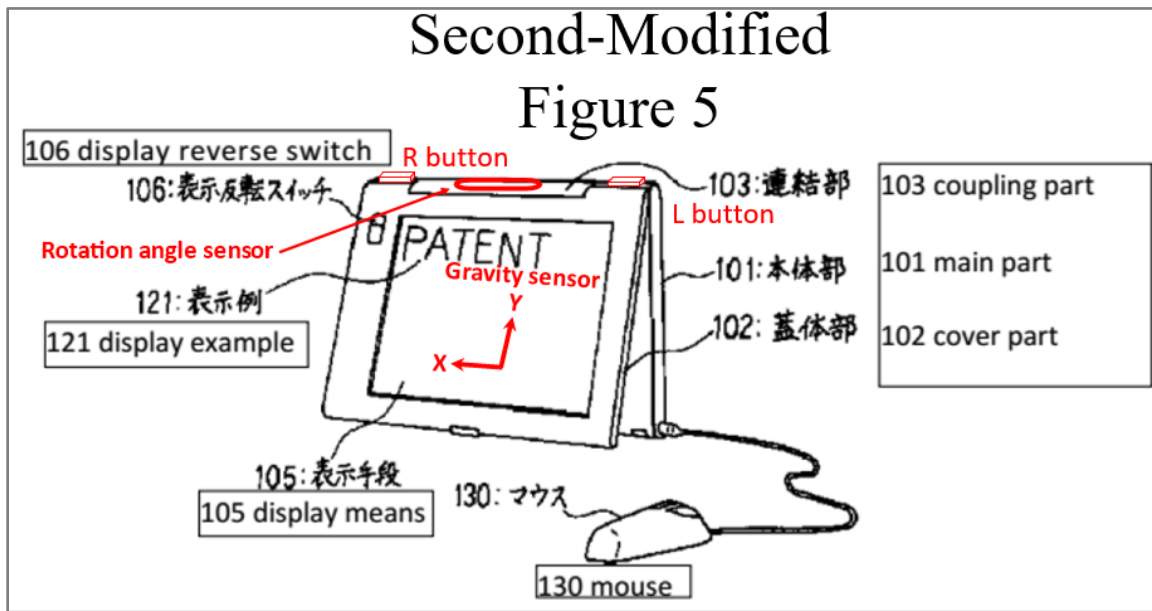 Second-Modified
Figure 5
106 display reverse switch
R button
106:表示反転スイッチ
103:連結部
103 coupling part
L button
Rotation angle sensor
PATENT
Gravity sensor
101:本体部
101 main part
121:表示例
Y
121 display example
102:蓋体部
102 cover part
X
105:表示手段
105 display means
130:マウス
130 mouse